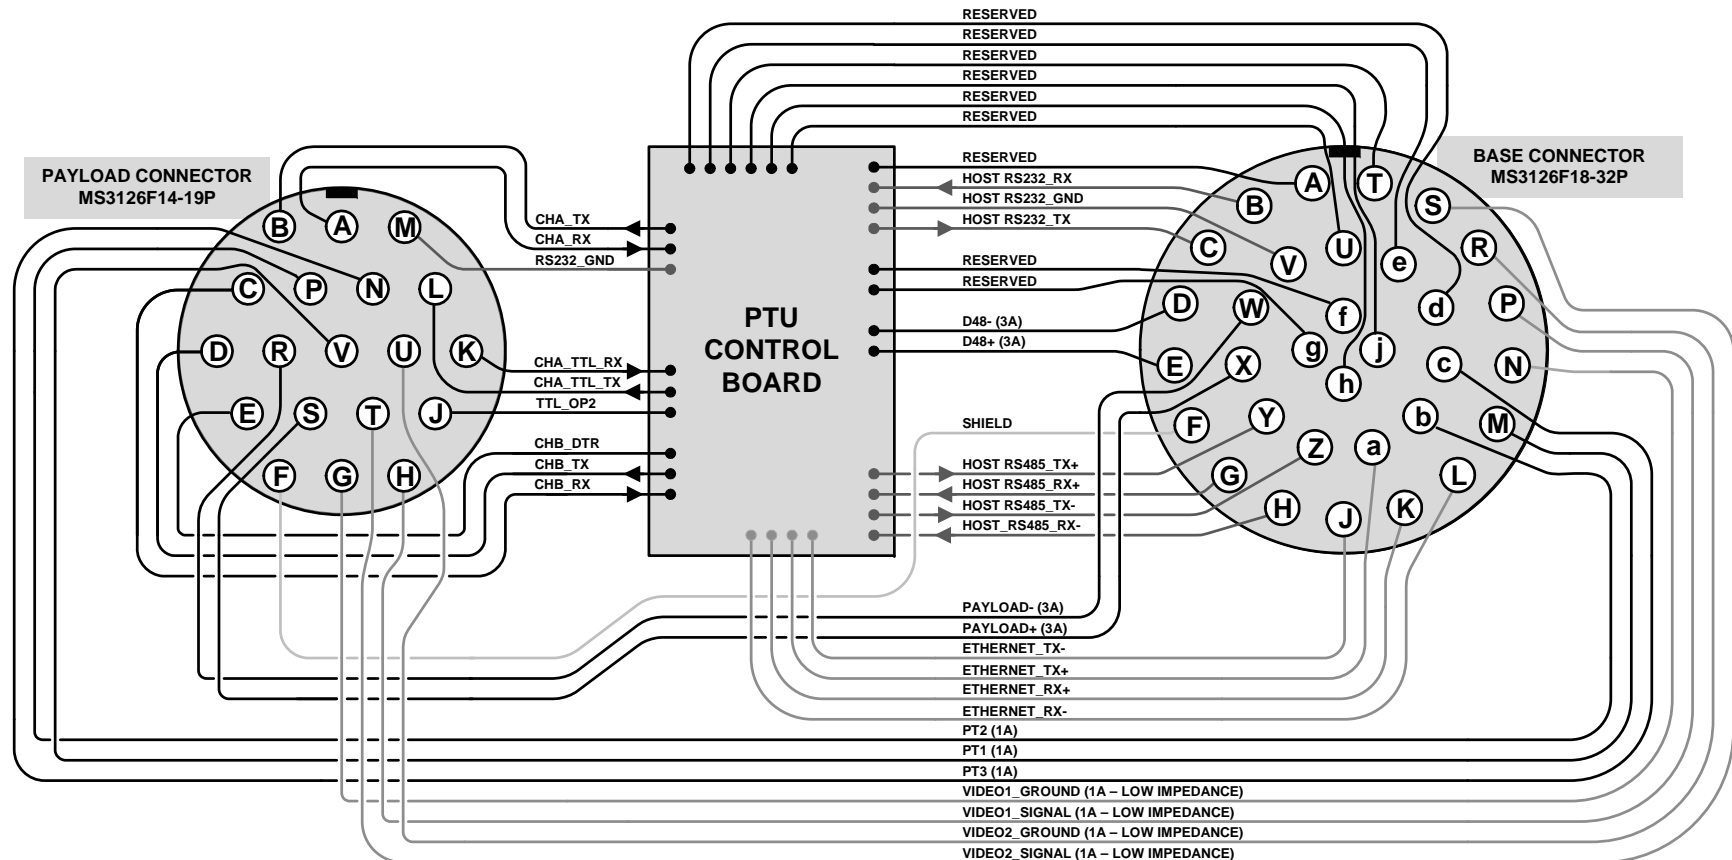 RESERVED
RESERVED
RESERVED
RESERVED
RESERVED
RESERVED
PAYLOAD CONNECTOR
MS3126F14-19P
B
A
M
C
P
N
L
D
R
V
U
K
E
S
T
J
F
G
H
CHA_TX
CHA_RX
RS232_GND
CHA_TTL_RX
CHA_TTL_TX
TTL_OP2
CHB_DTR
CHB_TX
CHB_RX
PTU
CONTROL
BOARD
RESERVED
HOST RS232_RX
HOST RS232_GND
HOST RS232_TX
RESERVED
RESERVED
D48- (3A)
D48+ (3A)
SHIELD
HOST RS485_TX+
HOST RS485_RX+
HOST RS485_TX-
HOST_RS485_RX-
BASE CONNECTOR
MS3126F18-32P
A
T
B
S
C
V
U
e
R
D
W
f
d
P
E
X
g
h
j
c
N
F
Y
Z
a
b
M
G
H
J
K
L
PAYLOAD- (3A)
PAYLOAD+ (3A)
ETHERNET_TX-
ETHERNET_TX+
ETHERNET_RX+
ETHERNET_RX-
PT2 (1A)
PT1 (1A)
PT3 (1A)
VIDEO1_GROUND (1A – LOW IMPEDANCE)
VIDEO1_SIGNAL (1A – LOW IMPEDANCE)
VIDEO2_GROUND (1A – LOW IMPEDANCE)
VIDEO2_SIGNAL (1A – LOW IMPEDANCE)